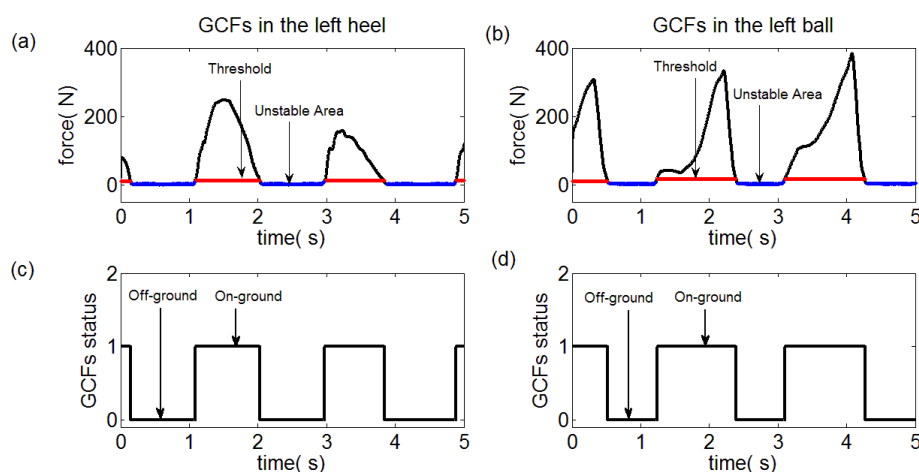 GCFs in the left heel
(a)
400
200
0
force( N)
Threshold
Unstable Area
0 1 2 3 4 5
time( s)
GCFs in the left ball
(b)
400
200
0
force( N)
Threshold
Unstable Area
0 1 2 3 4 5
time( s)
(c)
2
1
0
GCFs status
Off-ground
On-ground
0 1 2 3 4 5
time( s)
(d)
2
1
0
GCFs status
Off-ground
On-ground
0 1 2 3 4 5
time( s)